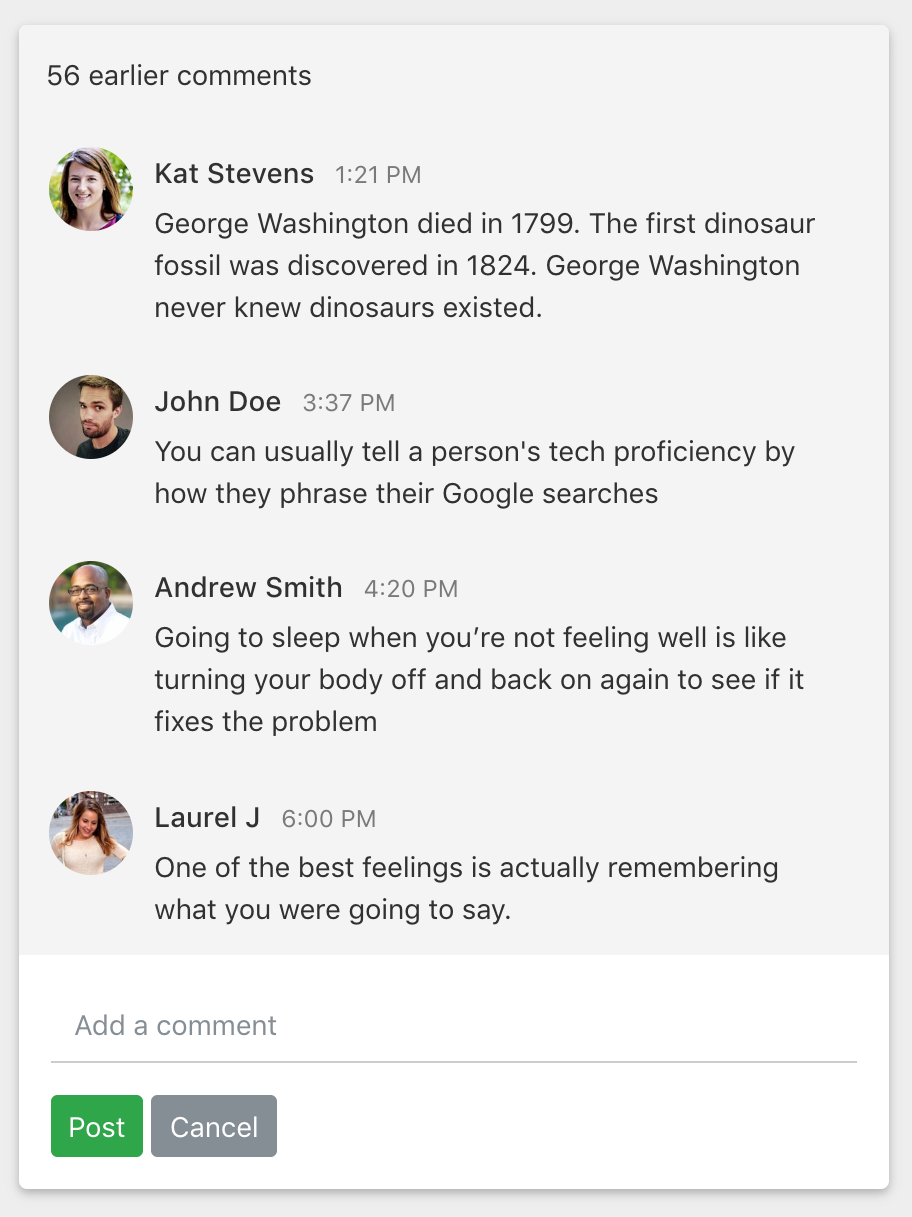 56 earlier comments
Kat Stevens 1:21 PM
George Washington died in 1799. The first dinosaur
fossil was discovered in 1824. George Washington
never knew dinosaurs existed.
John Doe 3:37 PM
You can usually tell a person's tech proficiency by
how they phrase their Google searches
Andrew Smith 4:20 PM
Going to sleep when you’re not feeling well is like
turning your body off and back on again to see if it
fixes the problem
Laurel J 6:00 PM
One of the best feelings is actually remembering
what you were going to say.
Add a comment
Post Cancel